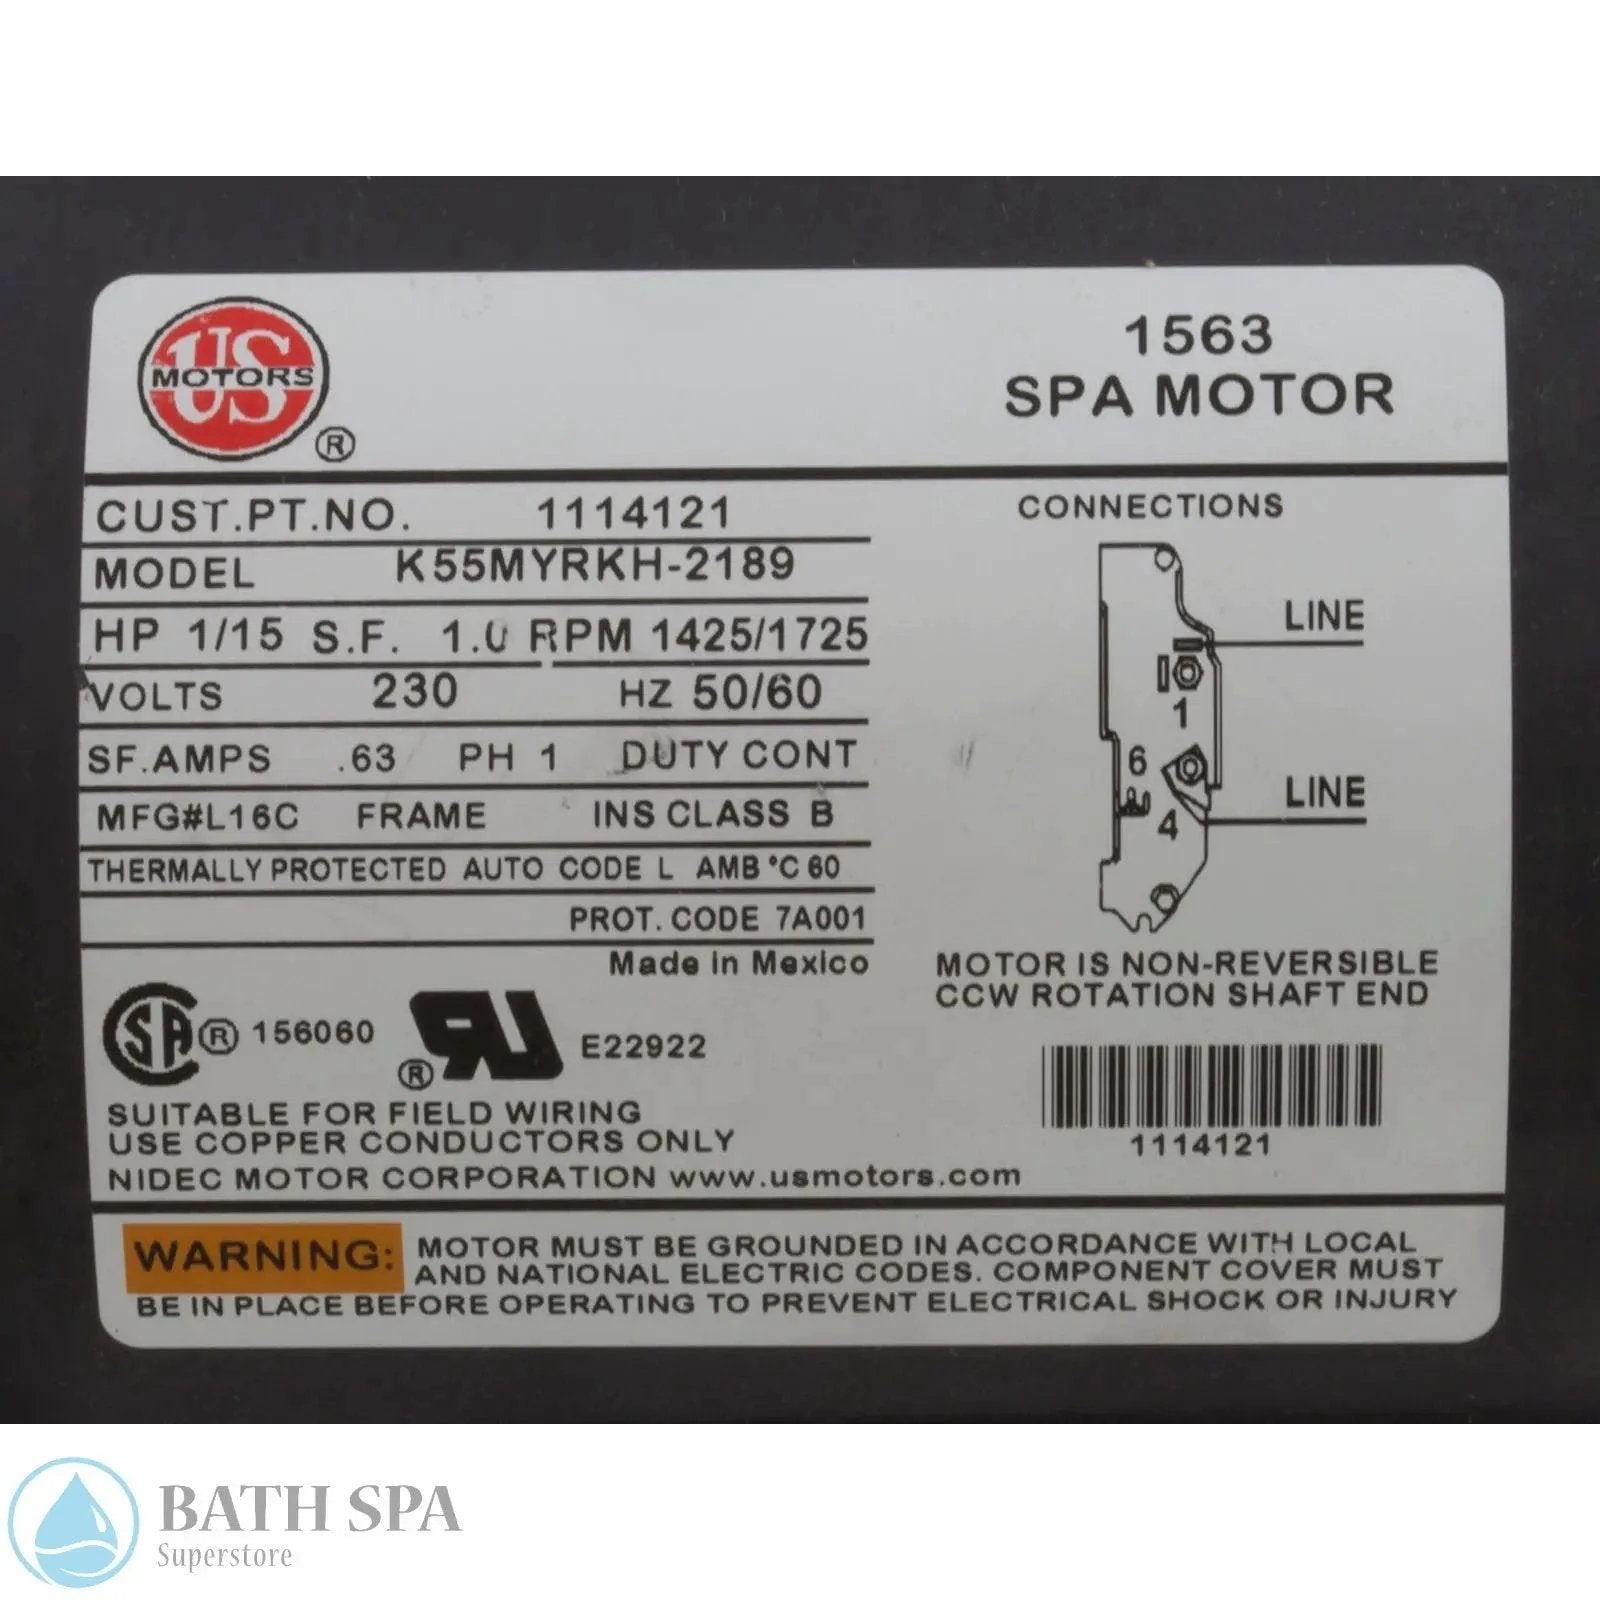 US
MOTORS
®
1563
SPA MOTOR
CUST.PT.NO. 1114121
MODEL K55MYRKH-2189
HP 1/15 S.F. 1.0 RPM 1425/1725
VOLTS 230 HZ 50/60
SF.AMPS .63 PH 1 DUTY CONT
MFG#L16C FRAME INS CLASS B
THERMALLY PROTECTED AUTO CODE L AMB °C 60
PROT. CODE 7A001
Made in Mexico
CONNECTIONS
LINE
1
6
LINE
4
MOTOR IS NON-REVERSIBLE
CCW ROTATION SHAFT END
SA ® 156060
® RU E22922
SUITABLE FOR FIELD WIRING
USE COPPER CONDUCTORS ONLY
NIDEC MOTOR CORPORATION www.usmotors.com
1114121
WARNING: MOTOR MUST BE GROUNDED IN ACCORDANCE WITH LOCAL
AND NATIONAL ELECTRIC CODES. COMPONENT COVER MUST
BE IN PLACE BEFORE OPERATING TO PREVENT ELECTRICAL SHOCK OR INJURY
BATH SPA
Superstore